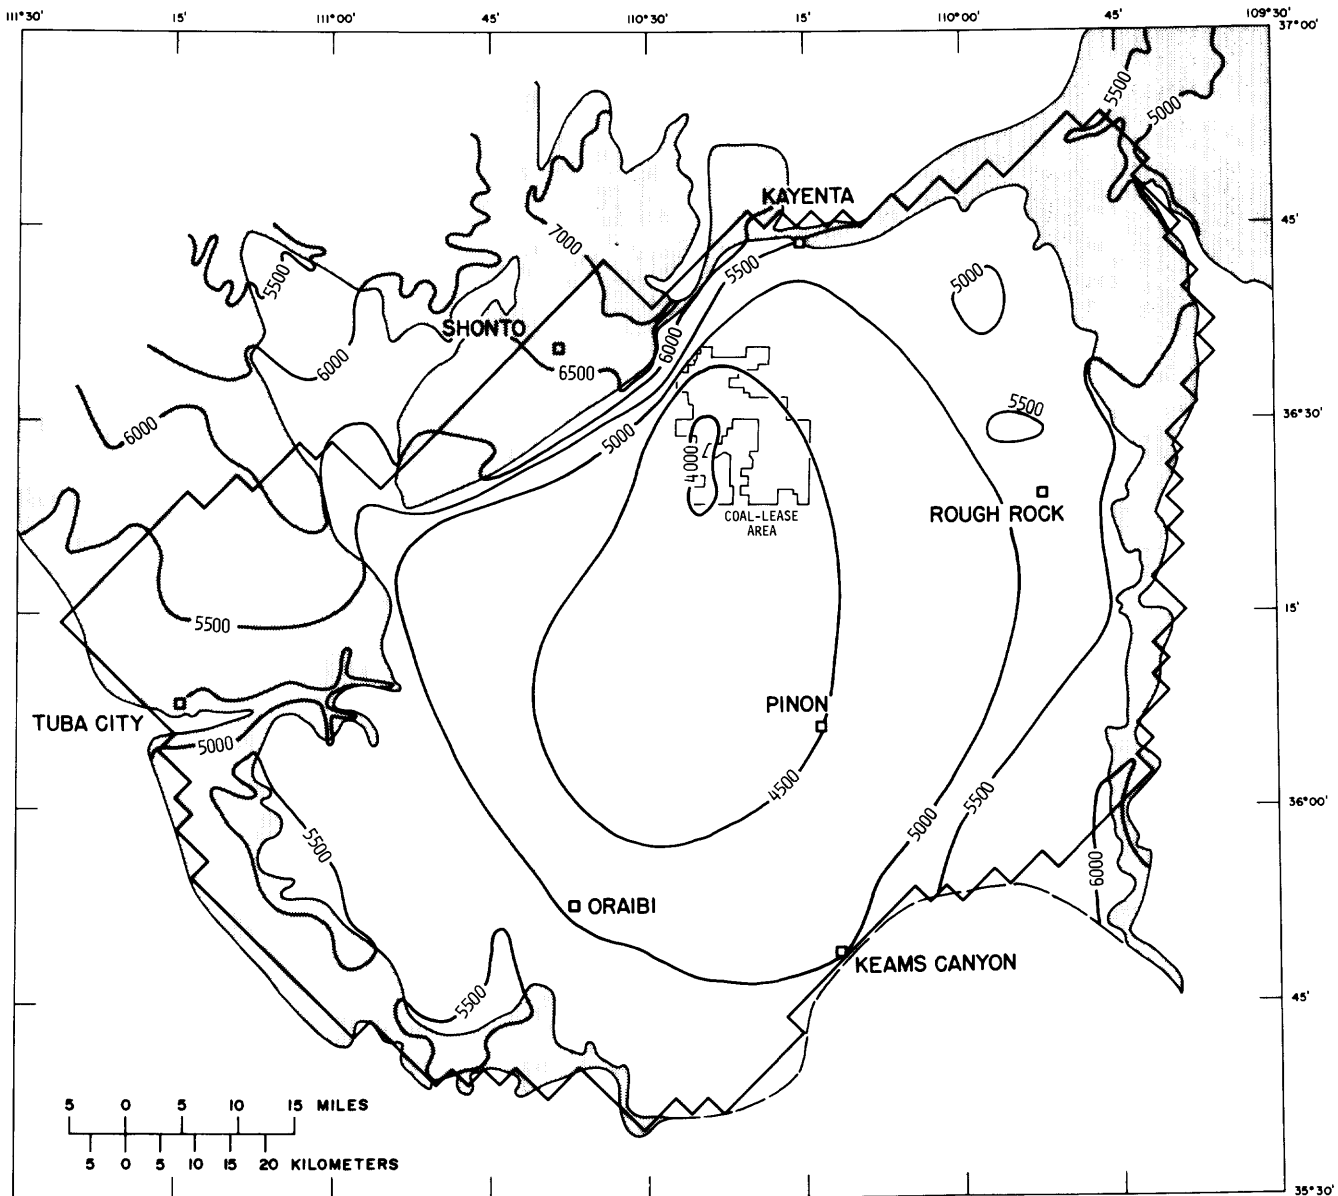 111°30' 15' 111°00' 45' 110°30' 15' 110°00' 45' 109°30'
37°00'
5500
5000
KAYENTA
45'
7000
5500
5500
5000
SHONTO
6000
6000
6500
5500
36°30'
6000
5000
4000
COAL-LEASE
AREA
ROUGH ROCK
5500
15'
PINON
TUBA CITY
5000
4500
5500
5000
36°00'
5500
6000
ORAIBI
KEAMS CANYON
5500
45'
5 0 5 10 15 MILES
5 0 5 10 15 20 KILOMETERS
35°30'